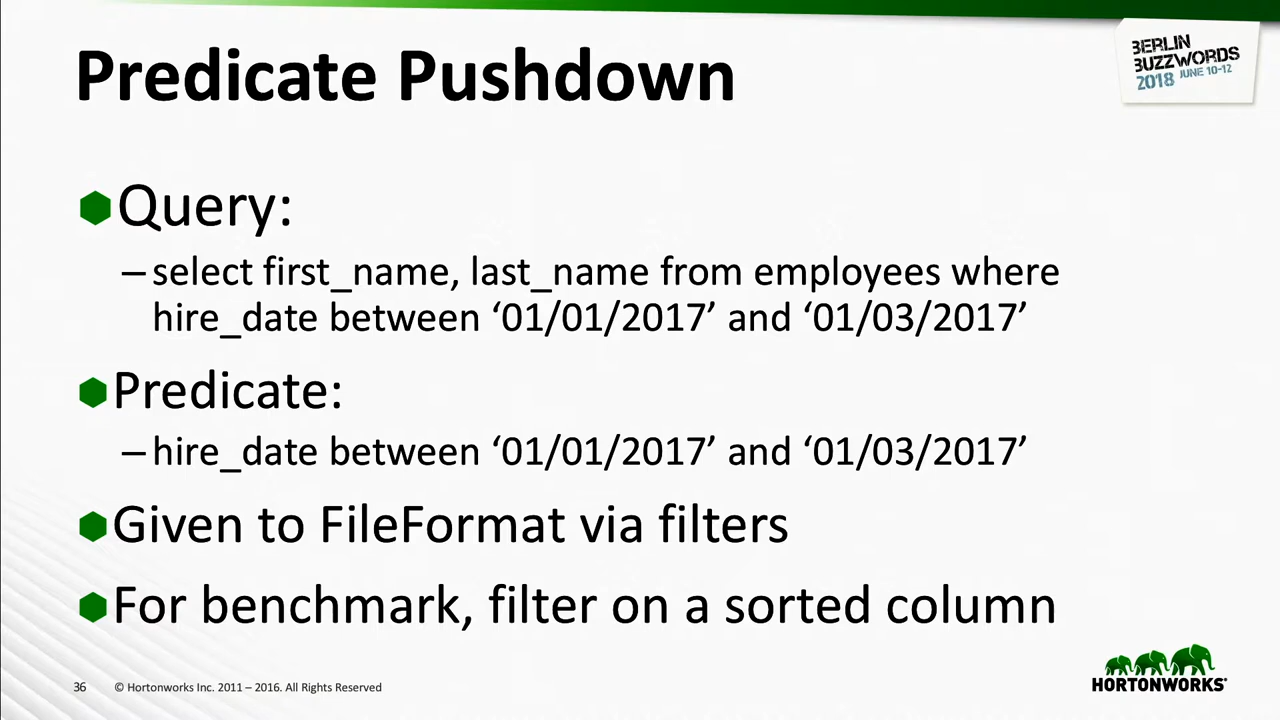 Predicate Pushdown
BERLIN
BUZZWORDS
2018 JUNE 10-12
Query:
– select first_name, last_name from employees where
hire_date between ‘01/01/2017’ and ‘01/03/2017’
Predicate:
– hire_date between ‘01/01/2017’ and ‘01/03/2017’
Given to FileFormat via filters
For benchmark, filter on a sorted column
36 © Hortonworks Inc. 2011 – 2016. All Rights Reserved
HORTONWORKS